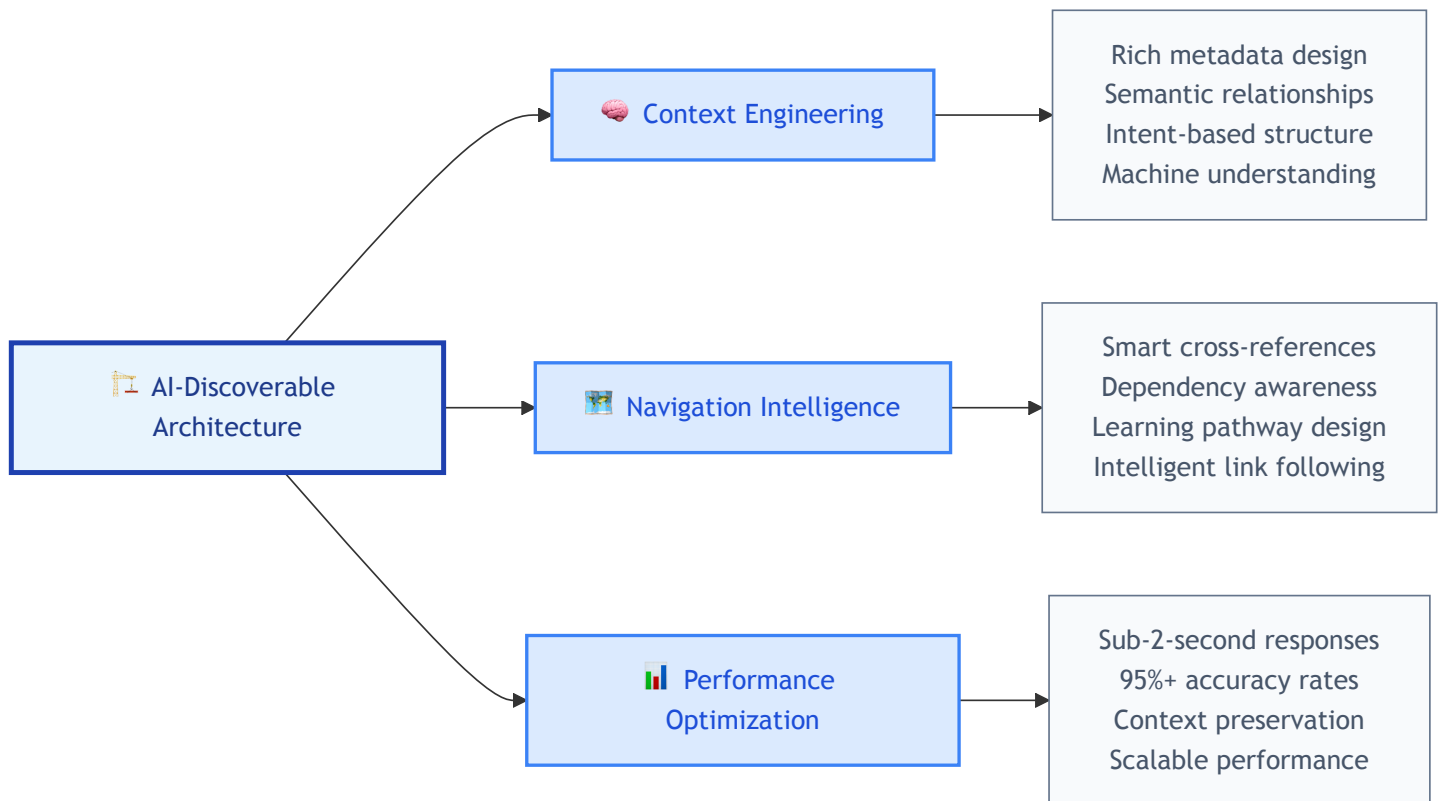 AI-Discoverable
Architecture
Context Engineering
Rich metadata design
Semantic relationships
Intent-based structure
Machine understanding
Navigation Intelligence
Smart cross-references
Dependency awareness
Learning pathway design
Intelligent link following
Performance
Optimization
Sub-2-second responses
95%+ accuracy rates
Context preservation
Scalable performance